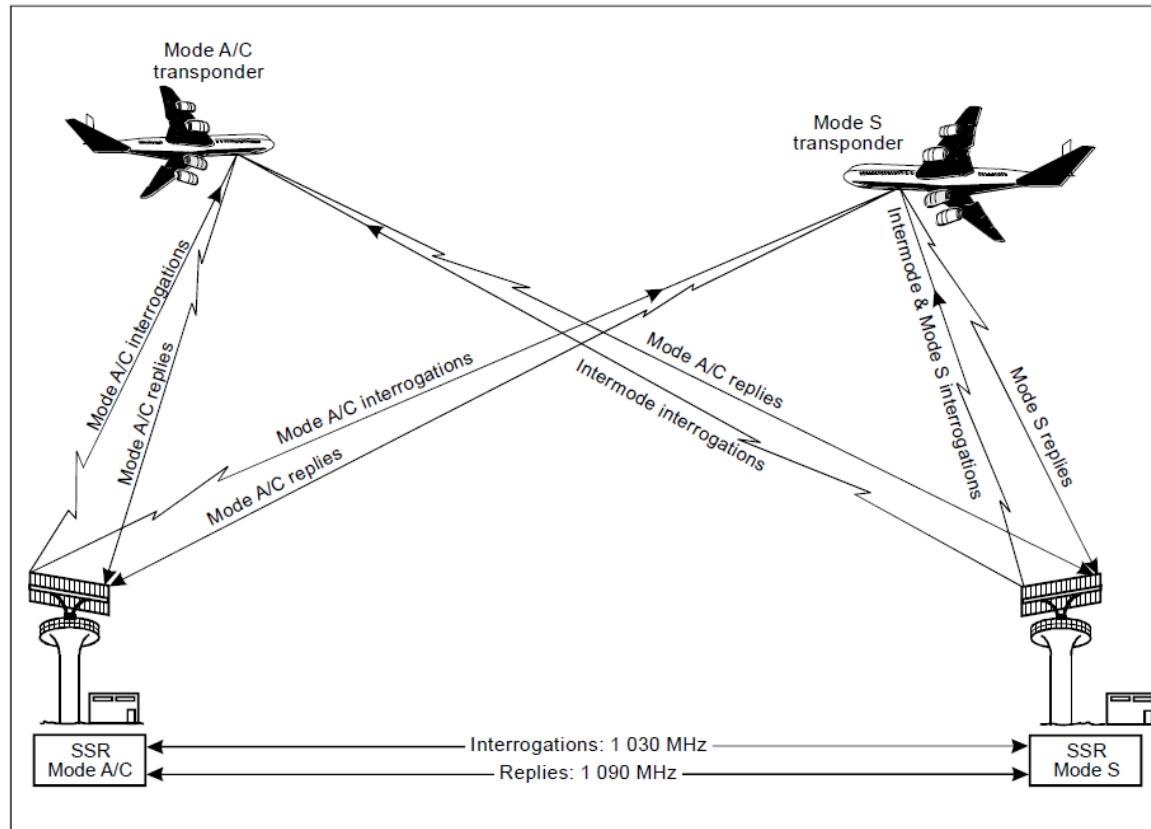 Mode A/C
transponder
Mode S
transponder
Mode A/C interrogations
Mode A/C replies
Mode A/C interrogations
Mode A/C replies
Mode A/C replies
Intermode interrogations
Intermode & Mode S interrogations
Mode S replies
SSR
Mode A/C
Interrogations: 1 030 MHz
Replies: 1 090 MHz
SSR
Mode S